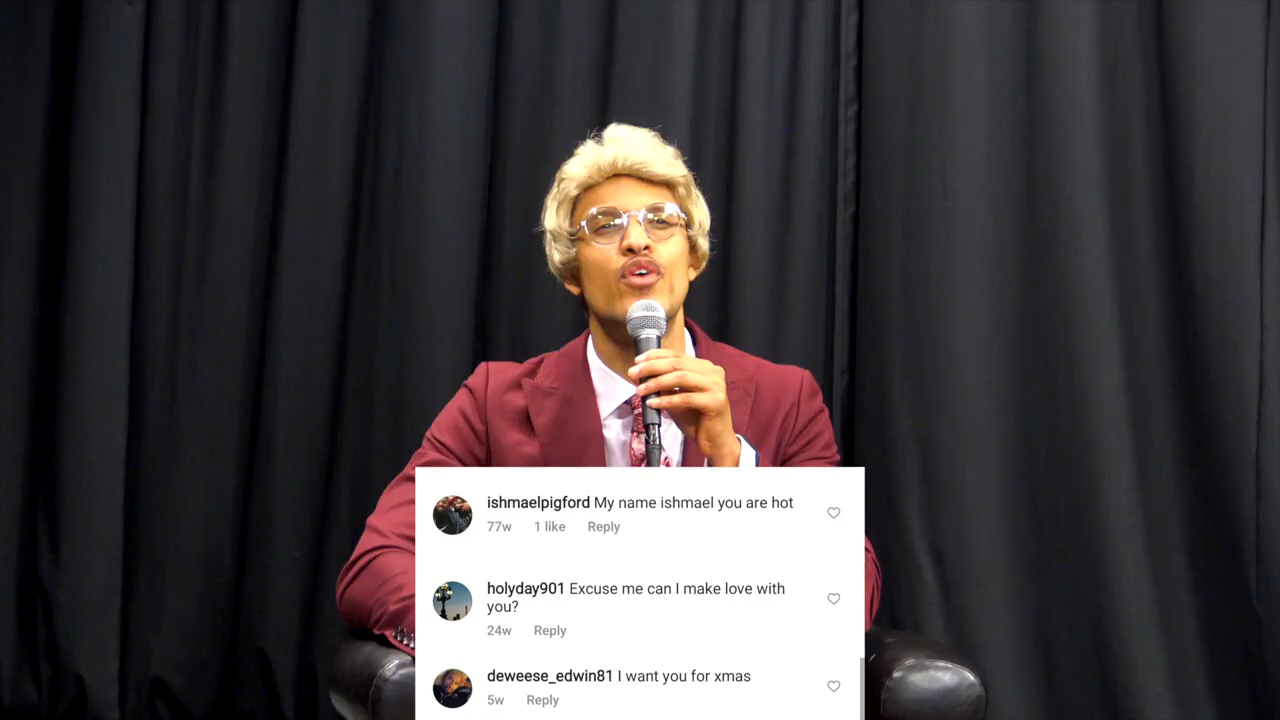 ishmaelpigford My name ishmael you are hot
77w 1 like Reply
holyday901 Excuse me can I make love with
you?
24w Reply
deweese_edwin81 I want you for xmas
5w Reply